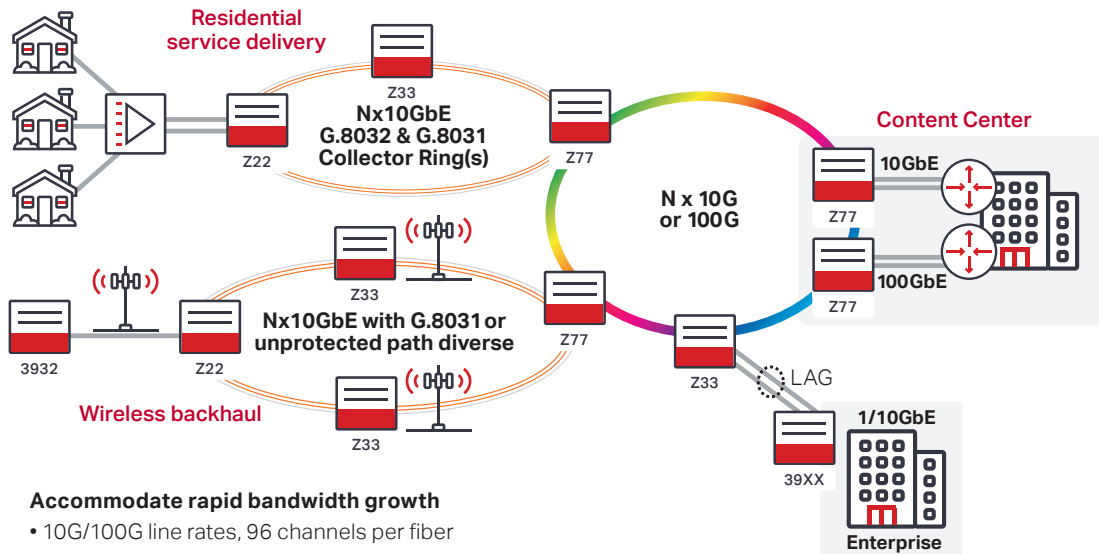 Residential
service delivery
Z33
Nx10GbE
G.8032 & G.8031
Collector Ring(s)
Z22
Z77
N x 10G
or 100G
Content Center
10GbE
Z77
100GbE
Z77
Z33
Nx10GbE with G.8031 or
unprotected path diverse
3932
Z22
Z77
Z33
Wireless backhaul
Z33
LAG
39XX
1/10GbE
Enterprise
Accommodate rapid bandwidth growth
• 10G/100G line rates, 96 channels per fiber